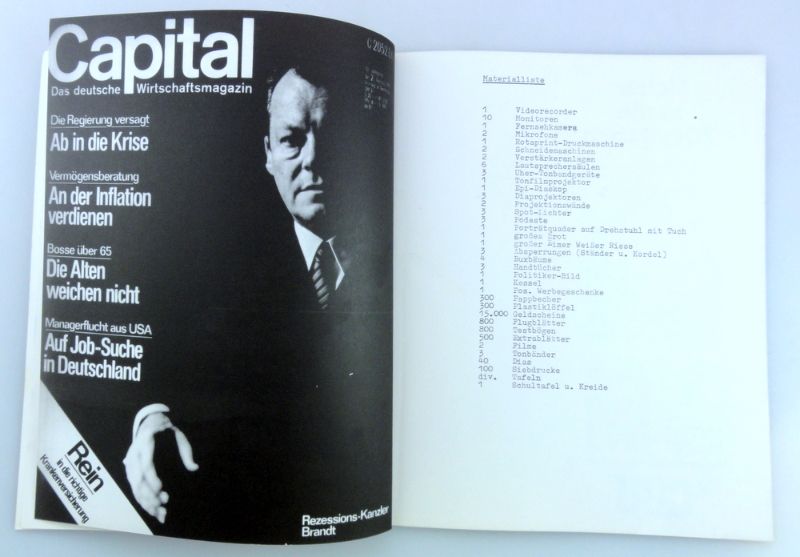 Capital
Das deutsche Wirtschaftsmagazin
Die Regierung versagt
Ab in die Krise
Vermögensberatung
An der Inflation
verdienen
Bosse über 65
Die Alten
weichen nicht
Managerflucht aus USA
Auf Job-Suche
in Deutschland
Rein
in die richtige
Krankenversicherung
Rezessions-Kanzler
Brandt
Materialliste
1 Videorecorder
10 Monitoren
1 Fernsehkamera
2 Mikrofone
1 Rotaprint-Druckmaschine
2 Schneidemaschinen
2 Verstärkeranlagen
6 Lautsprechersäulen
3 Uher-Tonbandgeräte
1 Tonfilmprojektor
1 Epi-Diaskop
3 Diaprojektoren
2 Projektionswände
2 Spot-Lichter
3 Podeste
1 Porträtquader auf Drehstuhl mit Tuch
1 großes Brot
1 großer Eimer Weißer Riese
3 Absperrungen (Ständer u. Kordel)
4 Buxbäume
3 Handtücher
1 Politiker-Bild
1 Kessel
1 Pos. Werbegeschenke
300 Pappbecher
300 Plastiklöffel
15.000 Geldscheine
800 Flugblätter
800 Testbögen
500 Extrablätter
2 Filme
3 Tonbänder
40 Dias
100 Siebdrucke
div. Tafeln
1 Schultafel u. Kreide